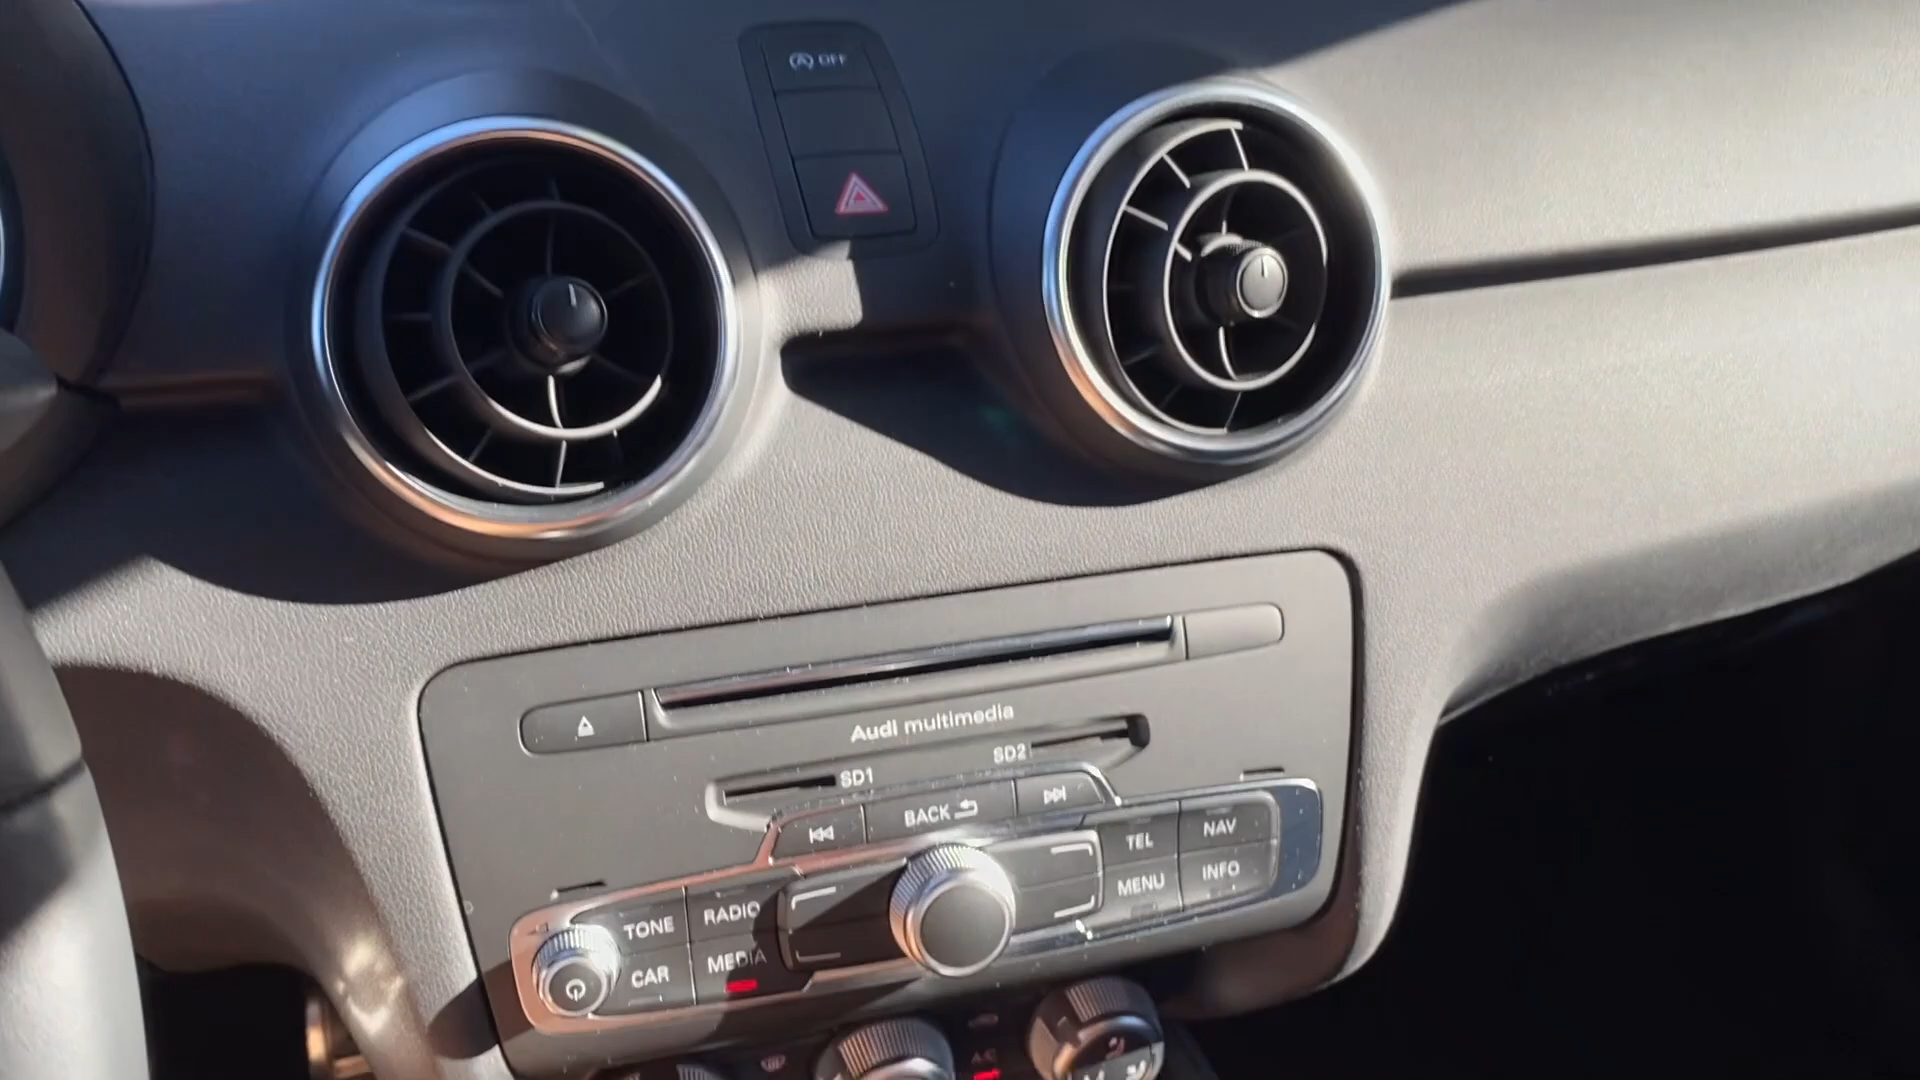 OFF
Audi multimedia
SD2
SD1
BACK
TEL
NAV
MENU
INFO
TONE
RADIO
CAR
MEDIA
A/C